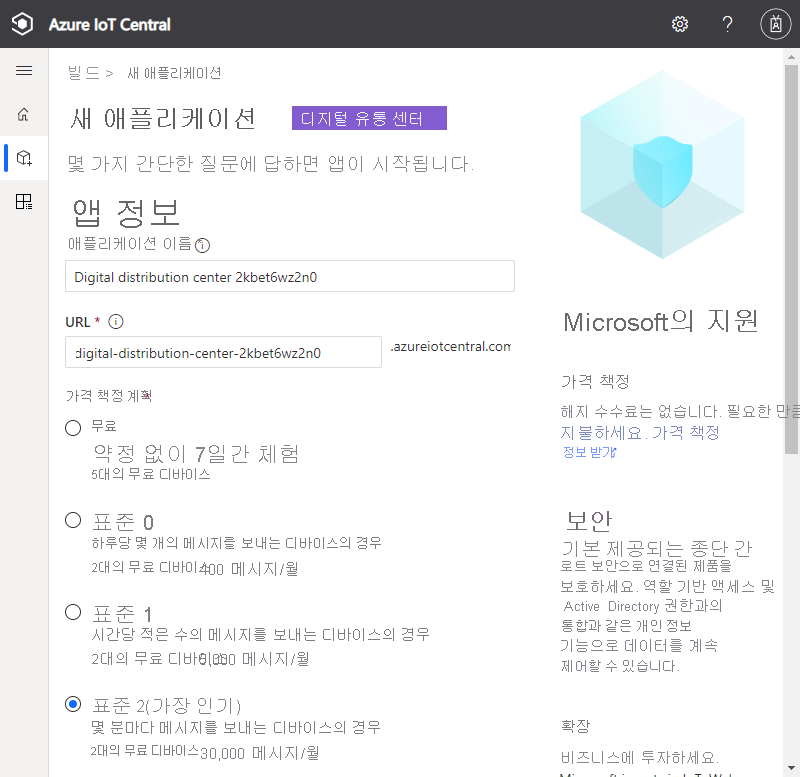 Azure IoT Central
빌드 > 새 애플리케이션
새 애플리케이션 디지털 유통 센터
몇 가지 간단한 질문에 답하면 앱이 시작됩니다.
앱 정보
애플리케이션 이름
Digital distribution center 2kbet6wz2n0
URL *
digital-distribution-center-2kbet6wz2n0 .azureiotcentral.com
가격 책정 계획
무료
약정 없이 7일간 체험
5대의 무료 디바이스
표준 0
하루당 몇 개의 메시지를 보내는 디바이스의 경우
2대의 무료 400 메시지/월
표준 1
시간당 적은 수의 메시지를 보내는 디바이스의 경우
2대의 무료 메시지/월
표준 2(가장 인기)
몇 분마다 메시지를 보내는 디바이스의 경우
2대의 무료 디바이스 30,000 메시지/월
Microsoft의 지원
가격 책정
해지 수수료는 없습니다. 필요한 만큼
지불하세요. 가격 책정
정보 받기
보안
기본 제공되는 종단 간
로트 보안으로 연결된 제품을
보호하세요. 역할 기반 액세스 및
Active Directory 권한과의
통합과 같은 개인 정보
기능으로 데이터를 계속
제어할 수 있습니다.
확장
비즈니스에 투자하세요.